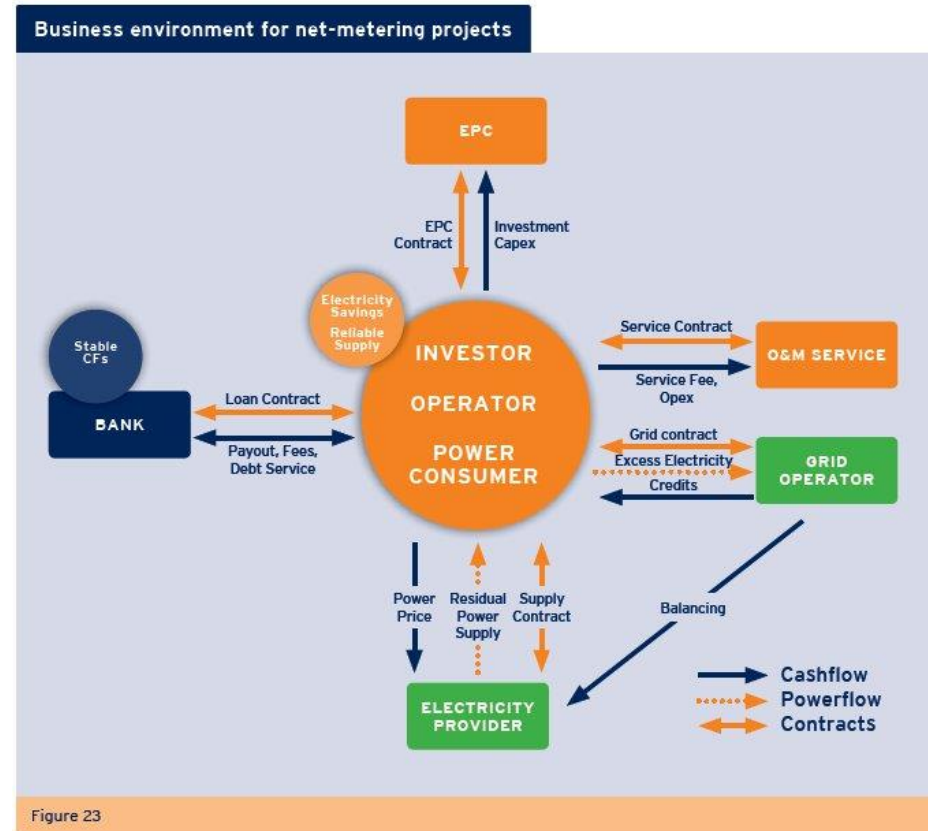 Business environment for net-metering projects
EPC
EPC
Contract
Investment
Capex
Electricity
Savings
Reliable
Supply
Stable
CFs
BANK
Loan Contract
Payout, Fees,
Debt Service
INVESTOR
OPERATOR
POWER
CONSUMER
Service Contract
Service Fee,
Opex
O&M SERVICE
Grid contract
Excess Electricity
Credits
GRID
OPERATOR
Power
Price
Residual
Power
Supply
Supply
Contract
Balancing
ELECTRICITY
PROVIDER
Cashflow
Powerflow
Contracts
Figure 23